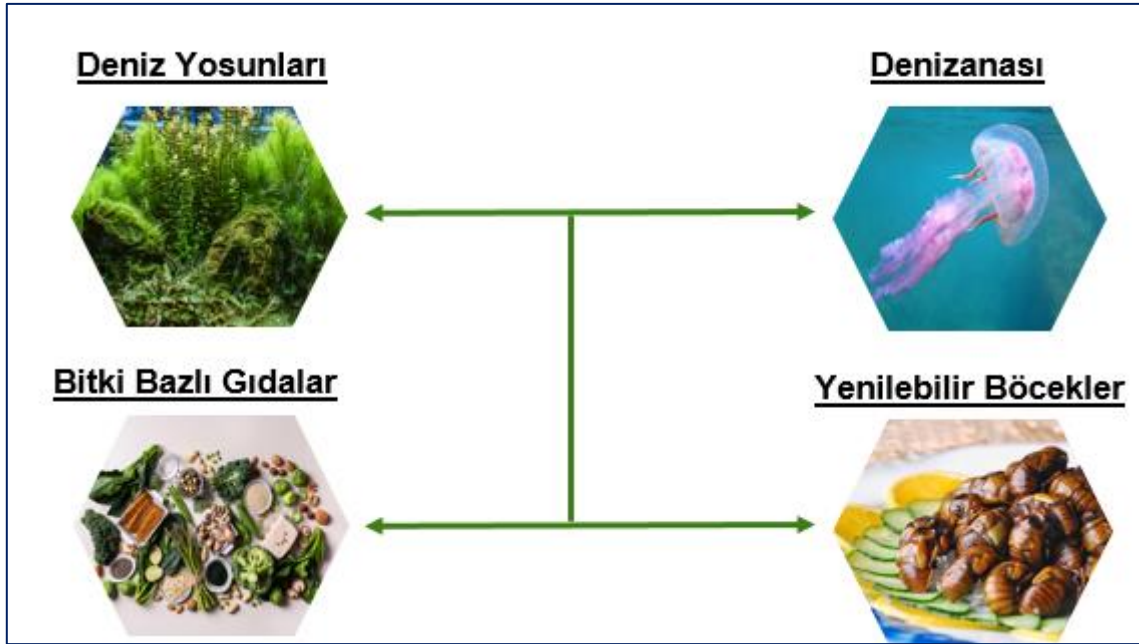 Deniz Yosunları
Denizanası
Bitki Bazlı Gıdalar
Yenilebilir Böcekler